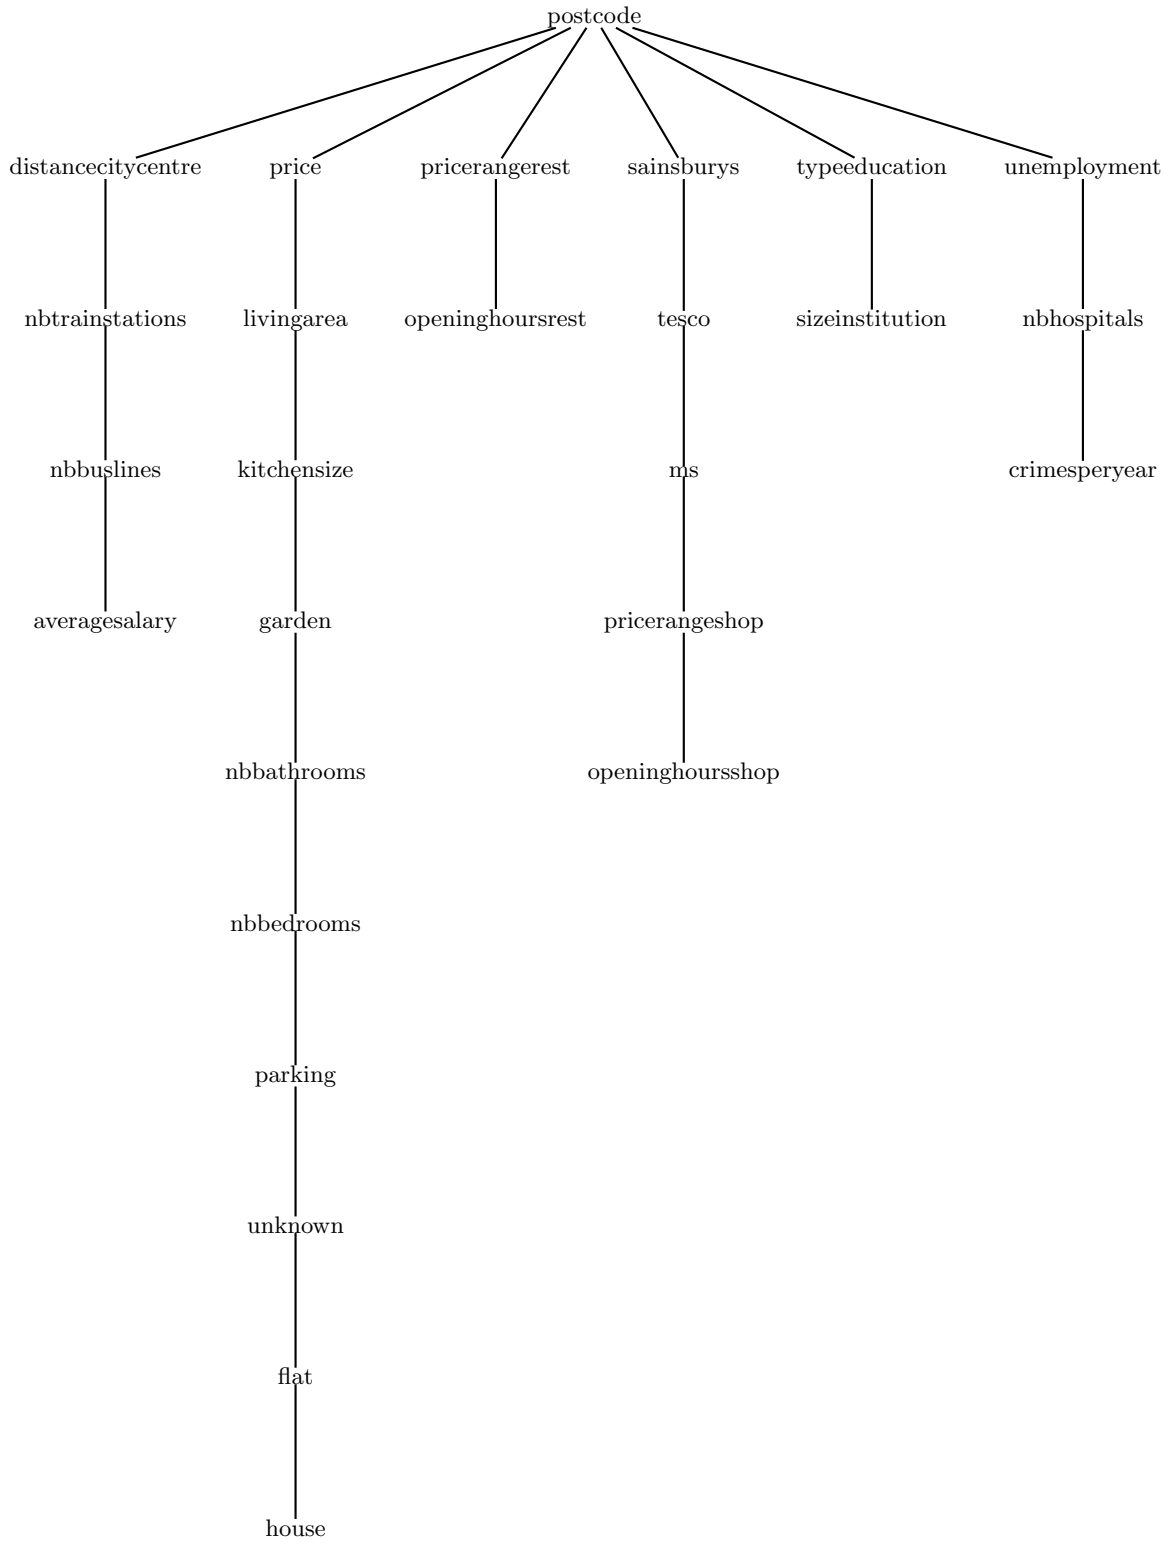 postcode
distancecitycentre price pricerangerest sainsburys typeeducation unemployment
nbtrainstations livingarea openinghoursrest tesco sizeinstitution nbhospitals
nbbuslines kitchensize ms crimesperyear
averagesalary garden pricerangeshop
nbbathrooms openinghoursshop
nbbedrooms
parking
unknown
flat
house